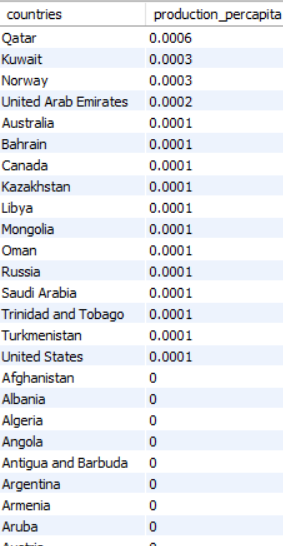 countries production_percapita
Qatar 0.0006
Kuwait 0.0003
Norway 0.0003
United Arab Emirates 0.0002
Australia 0.0001
Bahrain 0.0001
Canada 0.0001
Kazakhstan 0.0001
Libya 0.0001
Mongolia 0.0001
Oman 0.0001
Russia 0.0001
Saudi Arabia 0.0001
Trinidad and Tobago 0.0001
Turkmenistan 0.0001
United States 0.0001
Afghanistan 0
Albania 0
Algeria 0
Angola 0
Antigua and Barbuda 0
Argentina 0
Armenia 0
Aruba 0